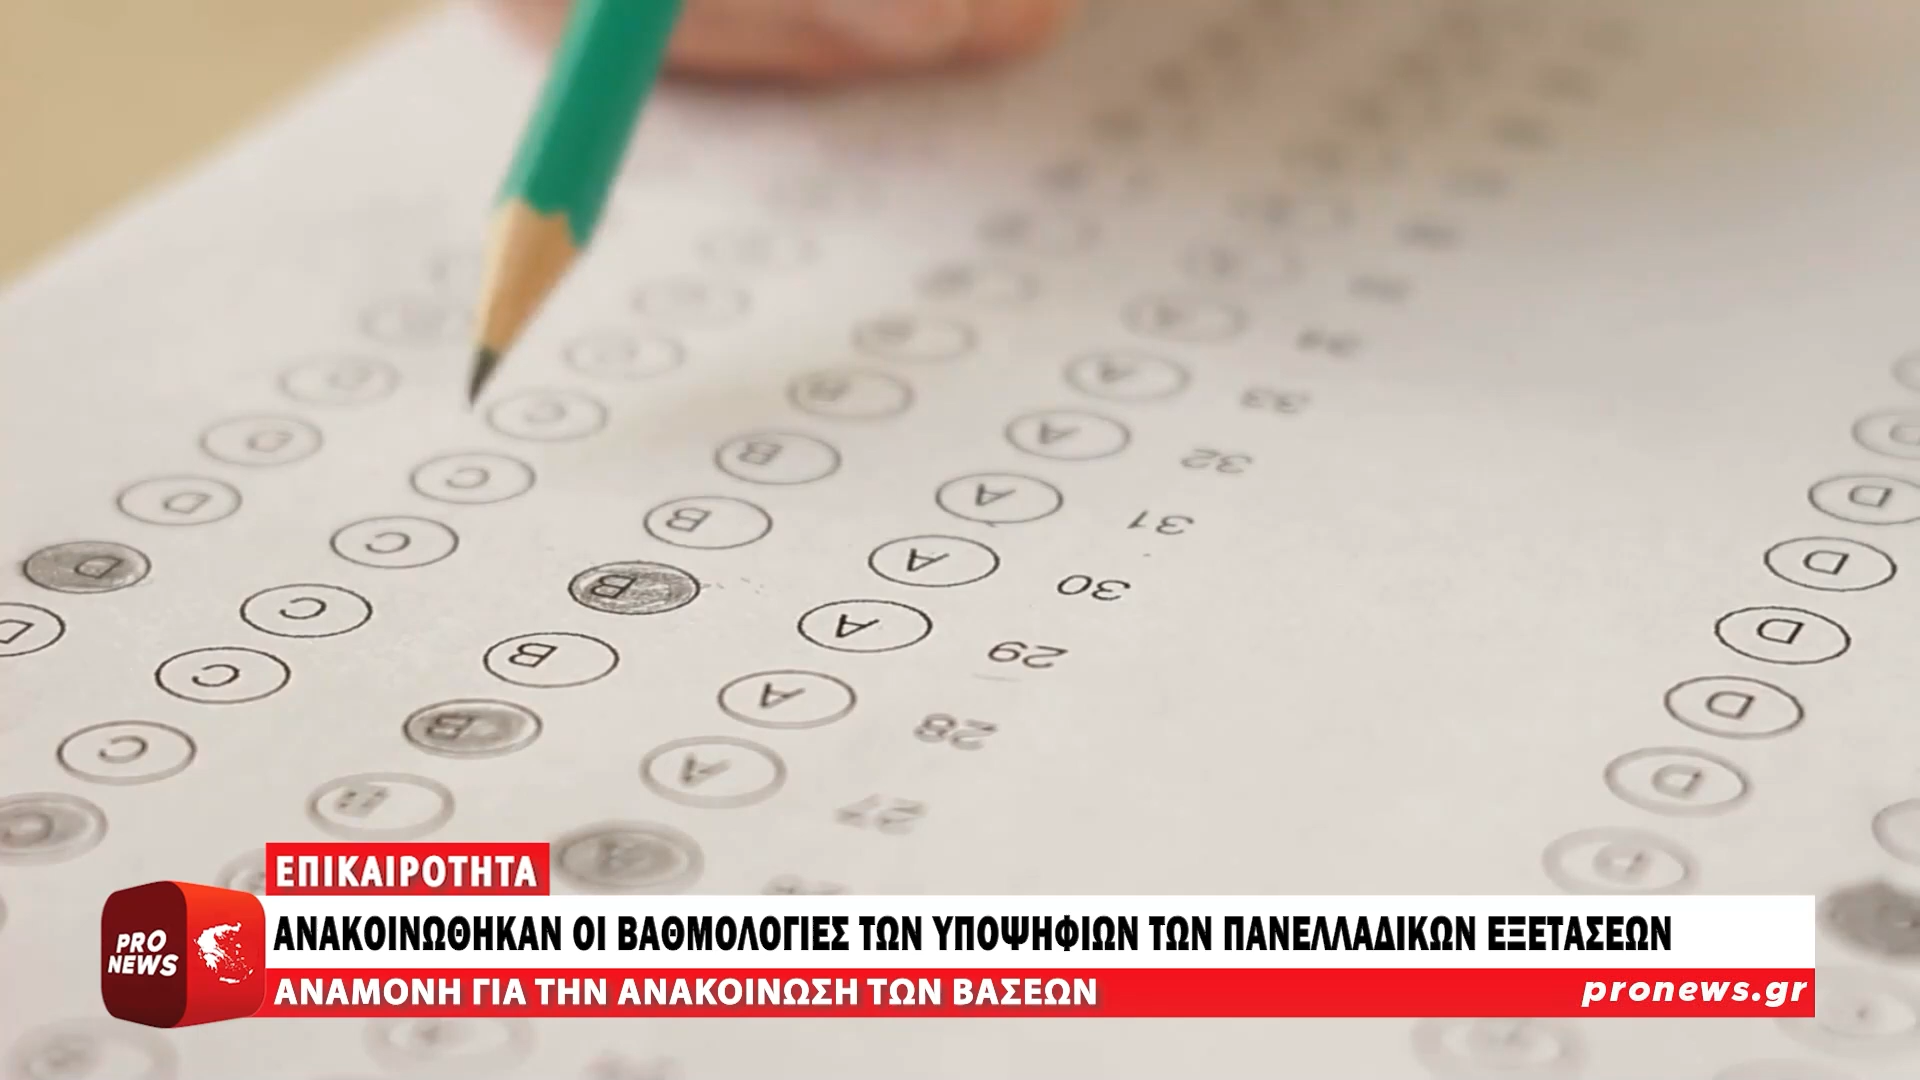 D C B A 33
D C B A 32
D C B A 31
D C B A 30
D C B A 29
C B A 28
C A 27
D
D
D
D
D
ΕΠΙΚΑΙΡΟΤΗΤΑ
PRO
NEWS
ΑΝΑΚΟΙΝΩΘΗΚΑΝ ΟΙ ΒΑΘΜΟΛΟΓΙΕΣ ΤΩΝ ΥΠΟΨΗΦΙΩΝ ΤΩΝ ΠΑΝΕΛΛΑΔΙΚΩΝ ΕΞΕΤΑΣΕΩΝ
ΑΝΑΜΟΝΗ ΓΙΑ ΤΗΝ ΑΝΑΚΟΙΝΩΣΗ ΤΩΝ ΒΑΣΕΩΝ
pronews.gr